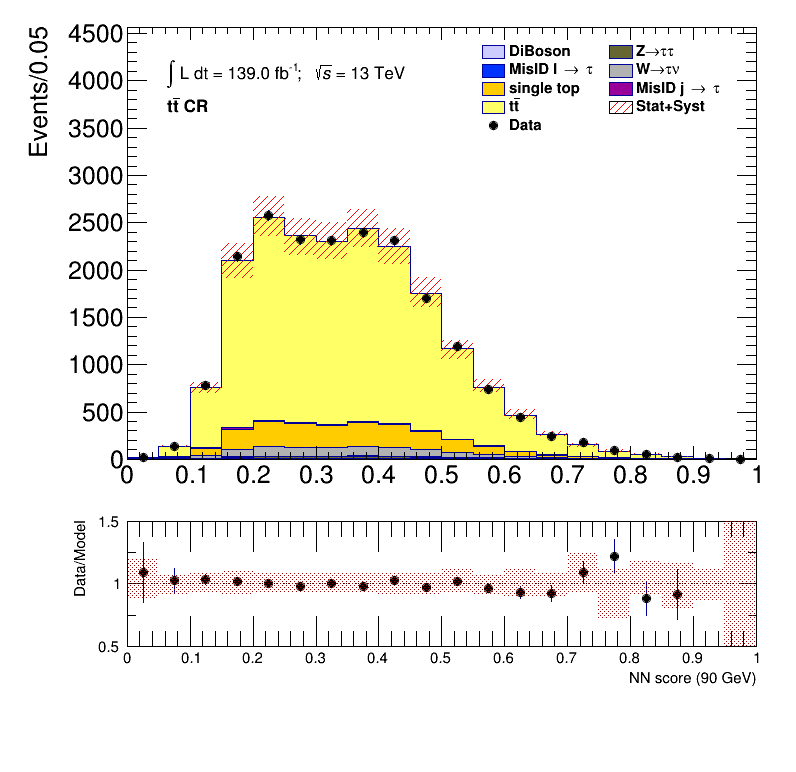 Events/0.05
4500
4000
3500
3000
2500
2000
1500
1000
500
0
∫ L dt = 139.0 fb⁻¹; √s = 13 TeV
tt̄ CR
DiBoson
Z→ττ
MisID l → τ
W→τν
single top
MisID j → τ
tt̄
Stat+Syst
Data
0 0.1 0.2 0.3 0.4 0.5 0.6 0.7 0.8 0.9 1
Data/Model
1.5
1
0.5
0 0.1 0.2 0.3 0.4 0.5 0.6 0.7 0.8 0.9 1
NN score (90 GeV)